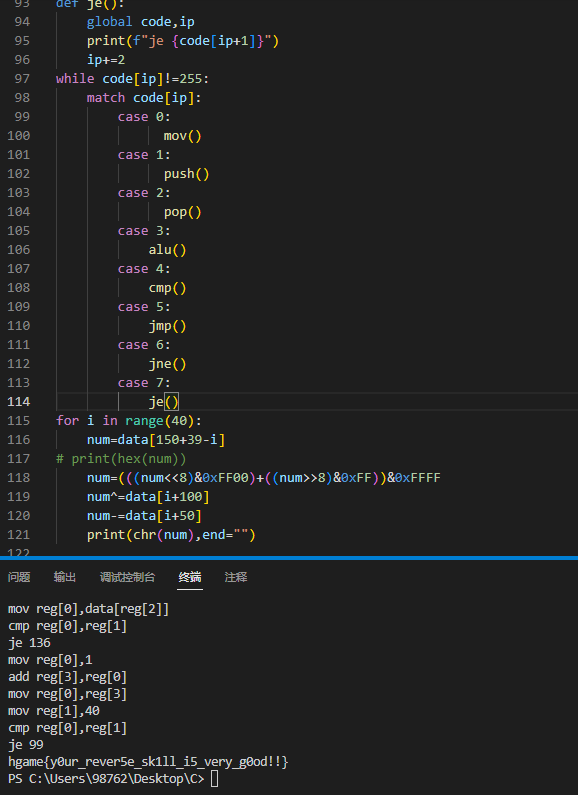 93 def je():
94 global code,ip
95 print(f"je {code[ip+1]}")
96 ip+=2
97 while code[ip]!=255:
98 match code[ip]:
99 case 0:
100 mov()
101 case 1:
102 push()
103 case 2:
104 pop()
105 case 3:
106 alu()
107 case 4:
108 cmp()
109 case 5:
110 jmp()
111 case 6:
112 jne()
113 case 7:
114 je()
115 for i in range(40):
116 num=data[150+39-i]
117 # print(hex(num))
118 num=(((num<<8)&0xFF00)+((num>>8)&0xFF))&0xFFFF
119 num^=data[i+100]
120 num-=data[i+50]
121 print(chr(num),end="")
122
问题 输出 调试控制台 终端 注释
mov reg[0],data[reg[2]]
cmp reg[0],reg[1]
je 136
mov reg[0],1
add reg[3],reg[0]
mov reg[0],reg[3]
mov reg[1],40
cmp reg[0],reg[1]
je 99
hgame{y0ur_rever5e_sk1ll_i5_very_g0od!!}
PS C:\Users\98762\Desktop\C>